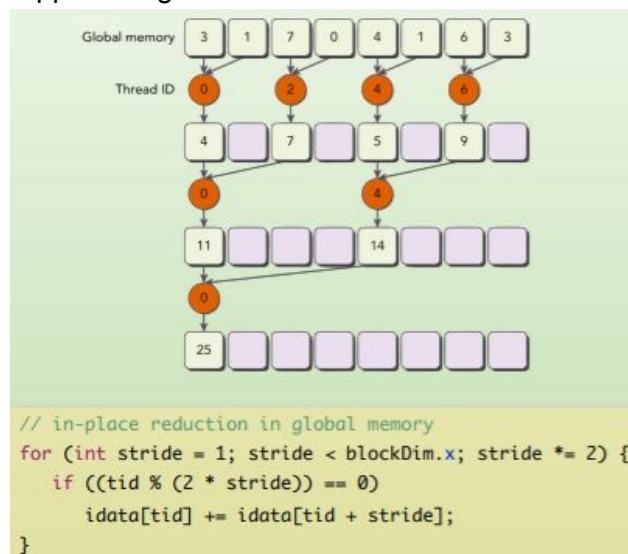 Global memory 3 1 7 0 4 1 6 3
Thread ID 0 2 4 6
4 7 5 9
0 4
11 14
0
25
// in-place reduction in global memory
for (int stride = 1; stride < blockDim.x; stride *= 2) {
if ((tid % (2 * stride)) == 0)
idata[tid] += idata[tid + stride];
}